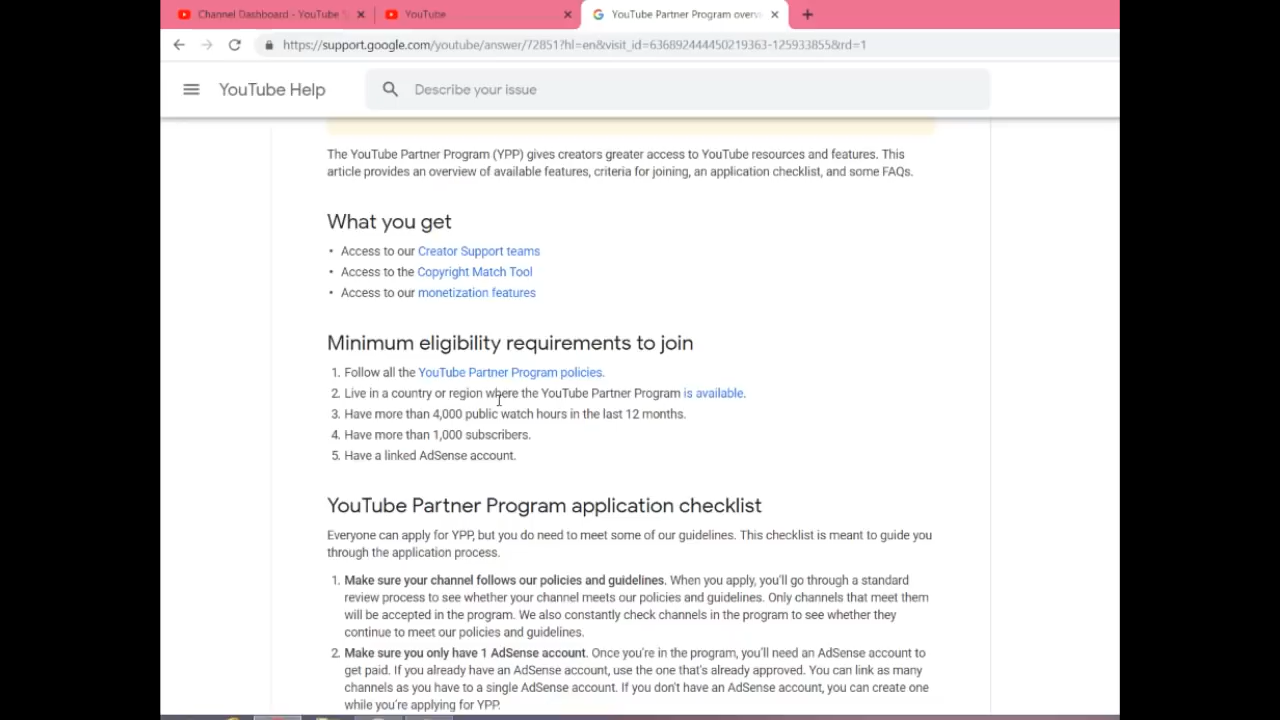 Channel Dashboard - YouTube
YouTube
YouTube Partner Program overv
https://support.google.com/youtube/answer/72851?hl=en&visit_id=636892444450219363-125933855&rd=1
YouTube Help
Describe your issue
The YouTube Partner Program (YPP) gives creators greater access to YouTube resources and features. This
article provides an overview of available features, criteria for joining, an application checklist, and some FAQs.
What you get
• Access to our Creator Support teams
• Access to the Copyright Match Tool
• Access to our monetization features
Minimum eligibility requirements to join
1. Follow all the YouTube Partner Program policies.
2. Live in a country or region where the YouTube Partner Program is available.
3. Have more than 4,000 public watch hours in the last 12 months.
4. Have more than 1,000 subscribers.
5. Have a linked AdSense account.
YouTube Partner Program application checklist
Everyone can apply for YPP, but you do need to meet some of our guidelines. This checklist is meant to guide you
through the application process.
1. Make sure your channel follows our policies and guidelines. When you apply, you'll go through a standard
review process to see whether your channel meets our policies and guidelines. Only channels that meet them
will be accepted in the program. We also constantly check channels in the program to see whether they
continue to meet our policies and guidelines.
2. Make sure you only have 1 AdSense account. Once you're in the program, you'll need an AdSense account to
get paid. If you already have an AdSense account, use the one that's already approved. You can link as many
channels as you have to a single AdSense account. If you don't have an AdSense account, you can create one
while you're applying for YPP.